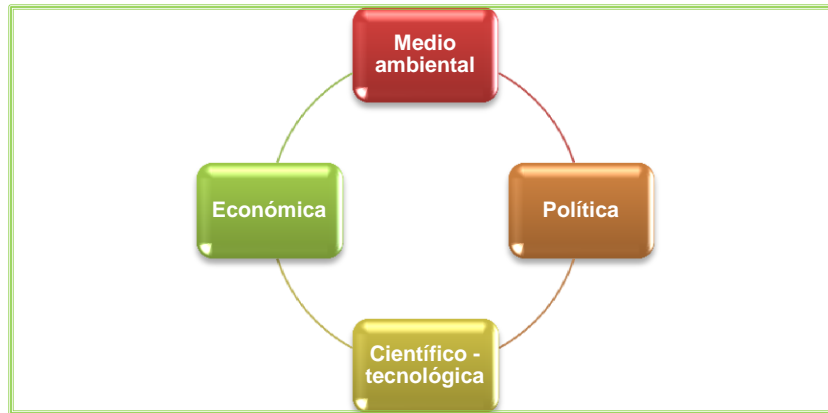 Medio
ambiental
Económica
Política
Científico -
tecnológica